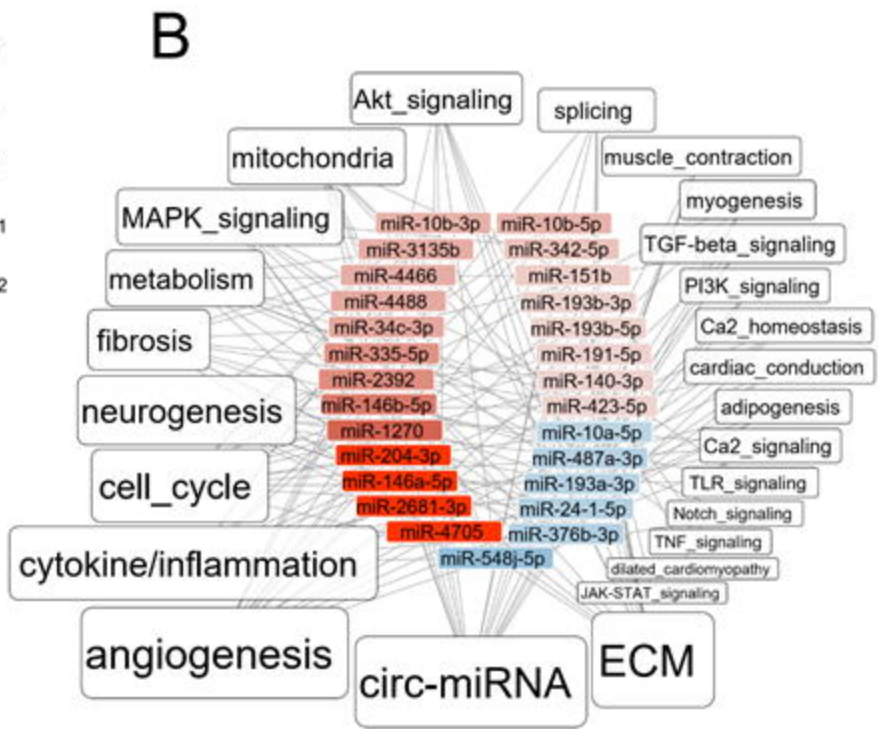 B
1
2
Akt_signaling
splicing
mitochondria
muscle_contraction
MAPK_signaling
myogenesis
metabolism
TGF-beta_signaling
fibrosis
PI3K_signaling
neurogenesis
Ca2_homeostasis
cell_cycle
cardiac_conduction
cytokine/inflammation
adipogenesis
angiogenesis
Ca2_signaling
circ-miRNA
TLR_signaling
ECM
Notch_signaling
TNF_signaling
dilated_cardiomyopathy
JAK-STAT_signaling
miR-10b-3p
miR-3135b
miR-4466
miR-4488
miR-34c-3p
miR-335-5p
miR-2392
miR-146b-5p
miR-1270
miR-204-3p
miR-146a-5p
miR-2681-3p
miR-4705
miR-548j-5p
miR-10b-5p
miR-342-5p
miR-151b
miR-193b-3p
miR-193b-5p
miR-191-5p
miR-140-3p
miR-423-5p
miR-10a-5p
miR-487a-3p
miR-193a-3p
miR-24-1-5p
miR-376b-3p